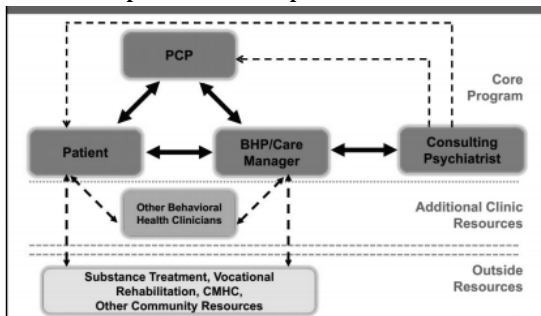 PCP
Core
Program
Patient
BHP/Care
Manager
Consulting
Psychiatrist
Other Behavioral
Health Clinicians
Additional Clinic
Resources
Substance Treatment, Vocational
Rehabilitation, CMHC,
Other Community Resources
Outside
Resources